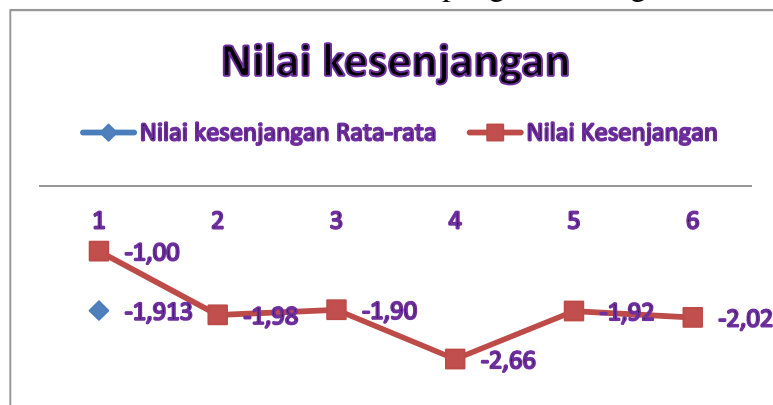 Nilai kesenjangan
Nilai kesenjangan Rata-rata Nilai Kesenjangan
1 2 3 4 5 6
-1,00
-1,913 -1,98 -1,90 -1,92 -2,02
-2,66